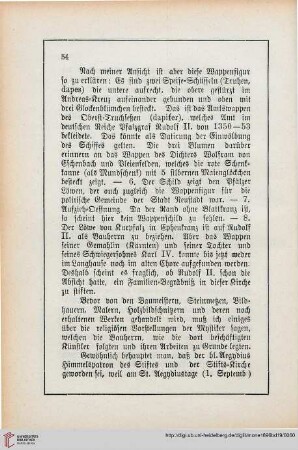 54
Nach meiner Ansicht ist aber diese Wappenfigur
so zu erklären: Es sind zwei Speise-Schüsseln (Truhen,
dapes) die untere aufrecht, die obere gestürzt im
Andreas-Kreuz aufeinander gebunden und oben mit
drei Glockenblümchen besteckt. Das ist das Amtswappen
des Oberst-Truchseßen (dapifer), welches Amt im
deutschen Reiche Pfalzgraf Rudolf II. von 1350—53
bekleidete. Das könnte als Datierung der Einwölbung
des Schiffes gelten. Die drei Blumen darüber
erinnern an das Wappen des Dichters Wolfram von
Eschenbach und Pleienfelden, welches die rote Schenk-
kanne (als Mundschenk) mit 5 silbernen Maienglöckchen
besteckt zeigt. — 6. Der Schild zeigt den Pfälzer
Löwen, der auch zugleich die Wappenfigur für die
politische Gemeinde der Stadt Neustadt war. — 7.
Aufzieh-Oeffnung. Da der Rand ohne Blattkranz ist,
so scheint hier kein Wappenschild zu fehlen. — 8.
Der Löwe von Kurpfalz im Epheukranz ist auf Rudolf
II. als Bauherrn zu beziehen. Aber das Wappen
seiner Gemahlin (Kärnten) und seiner Tochter und
seines Schwiegersohnes Karl IV. konnte bis jetzt weder
im Langhause noch im alten Chore aufgefunden werden.
Deshalb scheint es fraglich, ob Rudolf II. schon die
Absicht hatte, ein Familien-Begräbniß in dieser Kirche
zu stiften.
Bevor von den Baumeistern, Steinmetzen, Bild-
hauern, Malern, Holzbildschnitzern und deren noch
erhaltenen Werken gehandelt wird, muß ich einiges
über die religiösen Vorstellungen der Mystiker sagen,
welchen die Bauherrn, wie die dort beschäftigten
Künstler folgten und ihren Arbeiten zu Grunde legten.
Gewöhnlich behauptet man, daß der hl. Aegydius
Himmelspatron des Stiftes und der Stifts-Kirche
geworden sei, weil am St. Aegydiustage (1. Septemb.)